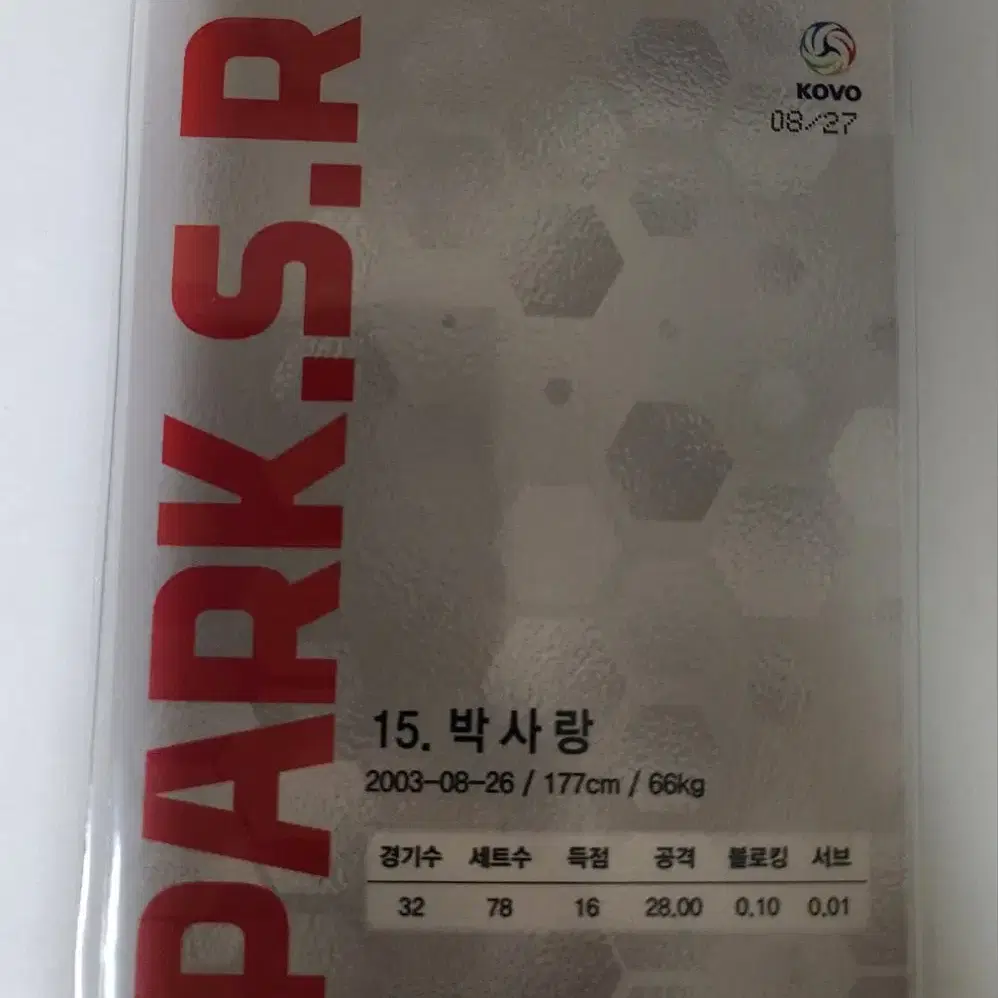 PARK.S.R
KOVO
08/27
15. 박사랑
2003-08-26 / 177cm / 66kg
경기수 세트수 득점 공격 블로킹 서브
32 78 16 28.00 0.10 0.01